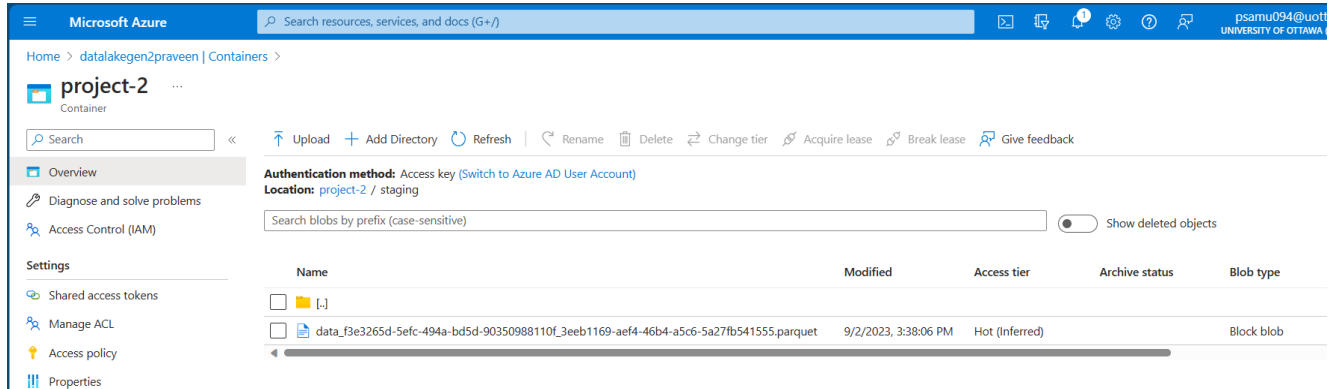 Microsoft Azure
Search resources, services, and docs (G+/)
1
psamu094@uott
UNIVERSITY OF OTTAWA (
Home > datalakegen2praveen | Containers >
project-2 ...
Container
Search «
Upload Add Directory Refresh Rename Delete Change tier Acquire lease Break lease Give feedback
Overview
Diagnose and solve problems
Access Control (IAM)
Settings
Shared access tokens
Manage ACL
Access policy
Properties
Authentication method: Access key (Switch to Azure AD User Account)
Location: project-2 / staging
Search blobs by prefix (case-sensitive)
Show deleted objects
Name Modified Access tier Archive status Blob type
[..]
data_f3e3265d-5efc-494a-bd5d-90350988110f_3eeb1169-aef4-46b4-a5c6-5a27fb541555.parquet 9/2/2023, 3:38:06 PM Hot (Inferred) Block blob